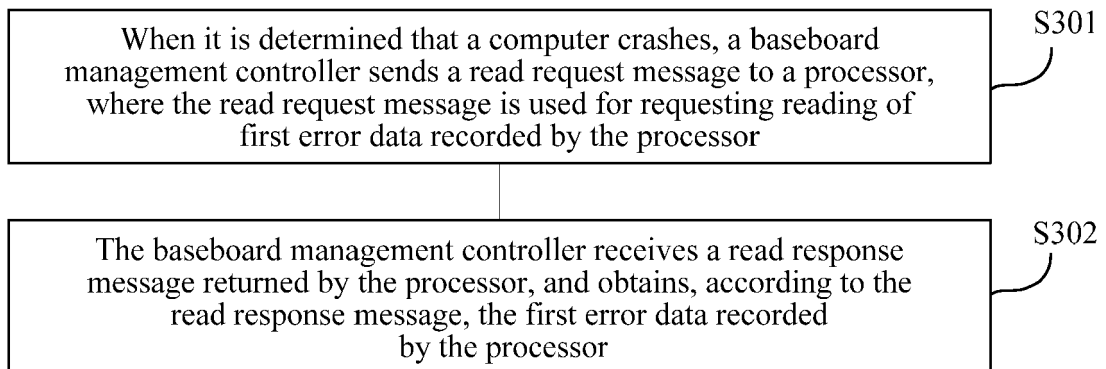 When it is determined that a computer crashes, a baseboard
management controller sends a read request message to a processor,
where the read request message is used for requesting reading of
first error data recorded by the processor
S301
The baseboard management controller receives a read response
message returned by the processor, and obtains, according to the
read response message, the first error data recorded
by the processor
S302